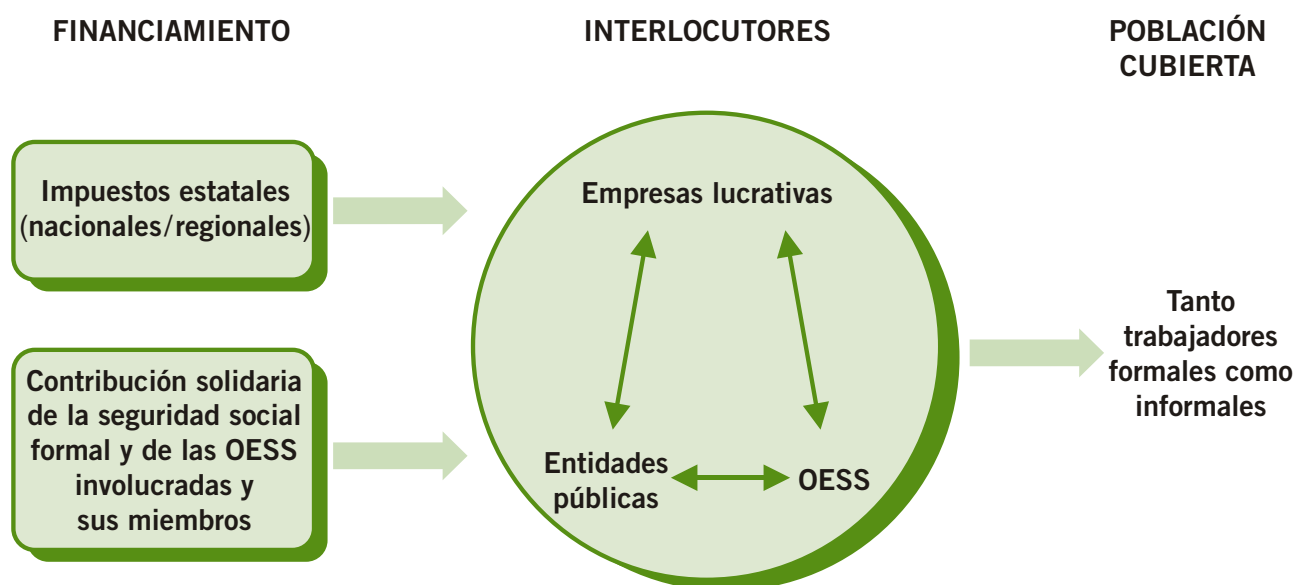 FINANCIAMIENTO
INTERLOCUTORES
POBLACIÓN
CUBIERTA
Impuestos estatales
(nacionales/regionales)
Contribución solidaria
de la seguridad social
formal y de las OESS
involucradas y
sus miembros
Empresas lucrativas
Entidades
públicas
OESS
Tanto
trabajadores
formales como
informales